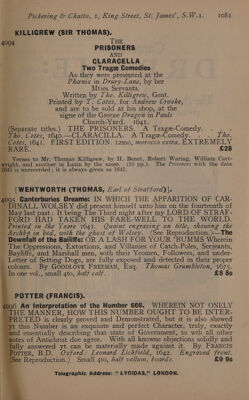 Pickering & Chatto, 1, King Street, St. James', S.W.1. 1081
KILLIGREW (SIR THOMAS).
4094 THE
PRISONERS
AND
CLARACELLA
Two Tragæ Comedies
As they were presented at the
Phœnix in Drury-Lane, by her
Mties Servants.
Written by Tho. Killigrew, Gent.
Printed by T. Cotes, for Andrew Crooke,
and are to be sold at his shop, at the
signe of the Greene Dragon in Pauls
Church-Yard. 1641.
(Separate titles.) THE PRISONERS. A Tragæ-Comedy. . .
Tho. Cotes, 1640.—CLARACELLA. A Tragæ-Comedy. . . Tho.
Cotes, 1641. FIRST EDITION. 12mo, morocco extra. EXTREMELY
RARE. £28
Verses to Mr. Thomas Killigrew, by H. Benet, Robert Waring, William Cart-
wright, and another in Latin by the same. (10 pp.). The Prisoners with the date
1640 is unrecorded; it is always given as 1641.
[WENTWORTH (THOMAS, Earl of Strafford)].
4095 Canterburies Dreame: IN WHICH THE APPARITION OF CAR-
DINALL WOLSEY did present himself unto him on the fourtenth of
May last past: It being the Third night after my LORD OF STRAF-
FORD HAD TAKEN HIS FARE-WELL TO THE WORLD.
Printed in the Yeare 1641. Quaint engraving on title, showing the
Archbp in bed, with the ghost of Wolsey. (See Reproduction).—The
Downfall of the Bailiffs: OR A LASH FOR YOUR 'BUMMS Wherein
The Oppressions, Extortions, and Villanies of Catch-Poles, Serjeants,
Bayliffs, and Marshall men, with their Yeomen, Followers, and under-
Letter of Setting Dogs, are fully exposed and detected in their proper
colours. By GOODLOVE FREEMAN, Esq. Thomas Grumbleton, 1675.
In one vol., small 4to, half calf. £8 8s
POTTER (FRANCIS).
4096 An Interpretation of the Number 666. WHEREIN NOT ONELY
THE MANNER, HOW THIS NUMBER OUGHT TO BE INTER-
PRETED is clearly proved and Demonstrated, but it is also shewed
yt this Number is an exquisite and perfect Character, truly, exactly
and essentially describing that state of Government, to wch all other
notes of Antichrist doe agree. With all knowne objections solidly and
fully answered yt can be materially made against it. By FRANCIS
POTTER, B.D. Oxford: Leonard Lichfield, 1642. Engraved front.
(See Reproduction.) Small 4to, half vellum, boards. £9 9s
Telegraphic Address: "LYCIDAS," LONDON.